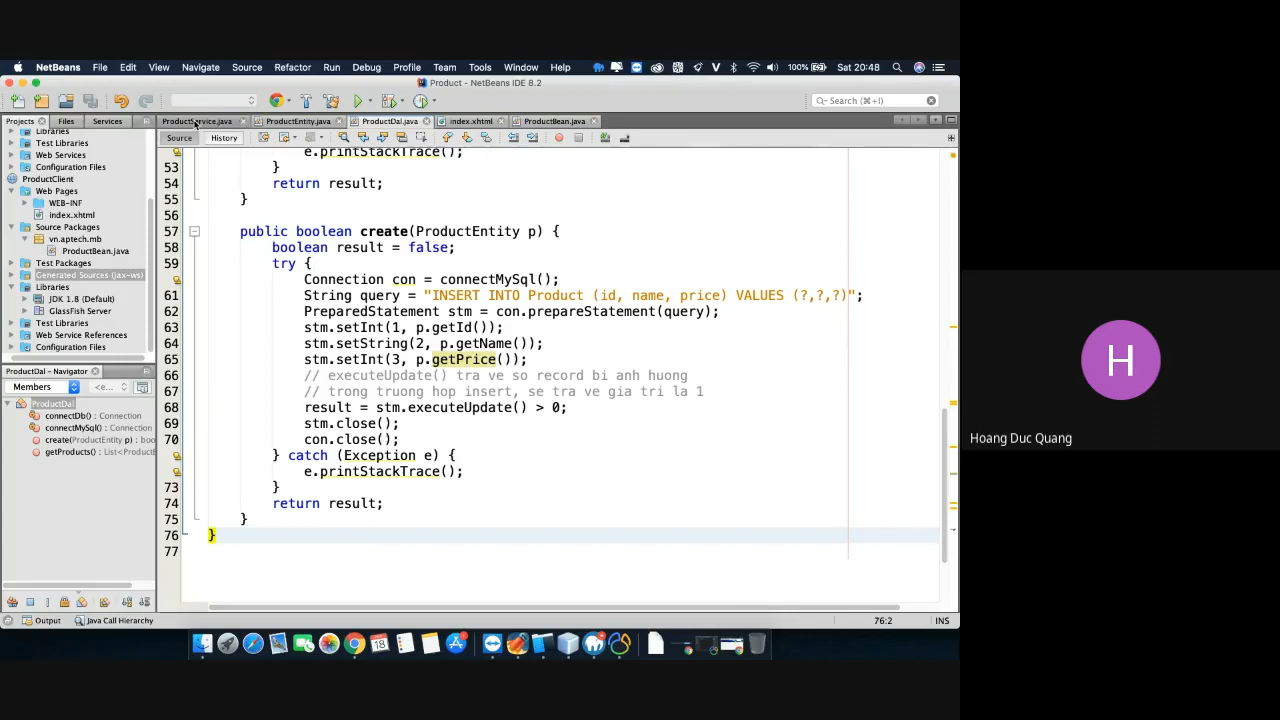 NetBeans File Edit View Navigate Source Refactor Run Debug Profile Team Tools Window Help 100% Sat 20:48
Product - NetBeans IDE 8.2
Search (⌘+I)
Projects Files Services ProductService.java ProductEntity.java ProductDal.java index.xhtml ProductBean.java
Source History
Libraries
Test Libraries
Web Services
Configuration Files
ProductClient
Web Pages
WEB-INF
index.xhtml
Source Packages
vn.aptech.mb
ProductBean.java
Test Packages
Generated Sources (jax-ws)
Libraries
JDK 1.8 (Default)
GlassFish Server
Test Libraries
Web Service References
Configuration Files
ProductDal - Navigator
Members <e...
ProductDal
connectDb() : Connection
connectMySql() : Connection
create(ProductEntity p) : boo
getProducts() : List<Product
e.printStackTrace();
53 }
54 return result;
55 }
56
57 public boolean create(ProductEntity p) {
58 boolean result = false;
59 try {
Connection con = connectMySql();
61 String query = "INSERT INTO Product (id, name, price) VALUES (?,?,?)";
62 PreparedStatement stm = con.prepareStatement(query);
63 stm.setInt(1, p.getId());
64 stm.setString(2, p.getName());
65 stm.setInt(3, p.getPrice());
66 // executeUpdate() tra ve so record bi anh huong
67 // trong truong hop insert, se tra ve gia tri la 1
68 result = stm.executeUpdate() > 0;
69 stm.close();
70 con.close();
} catch (Exception e) {
e.printStackTrace();
73 }
74 return result;
75 }
76 }
77
Output Java Call Hierarchy
76:2 INS
H
Hoang Duc Quang